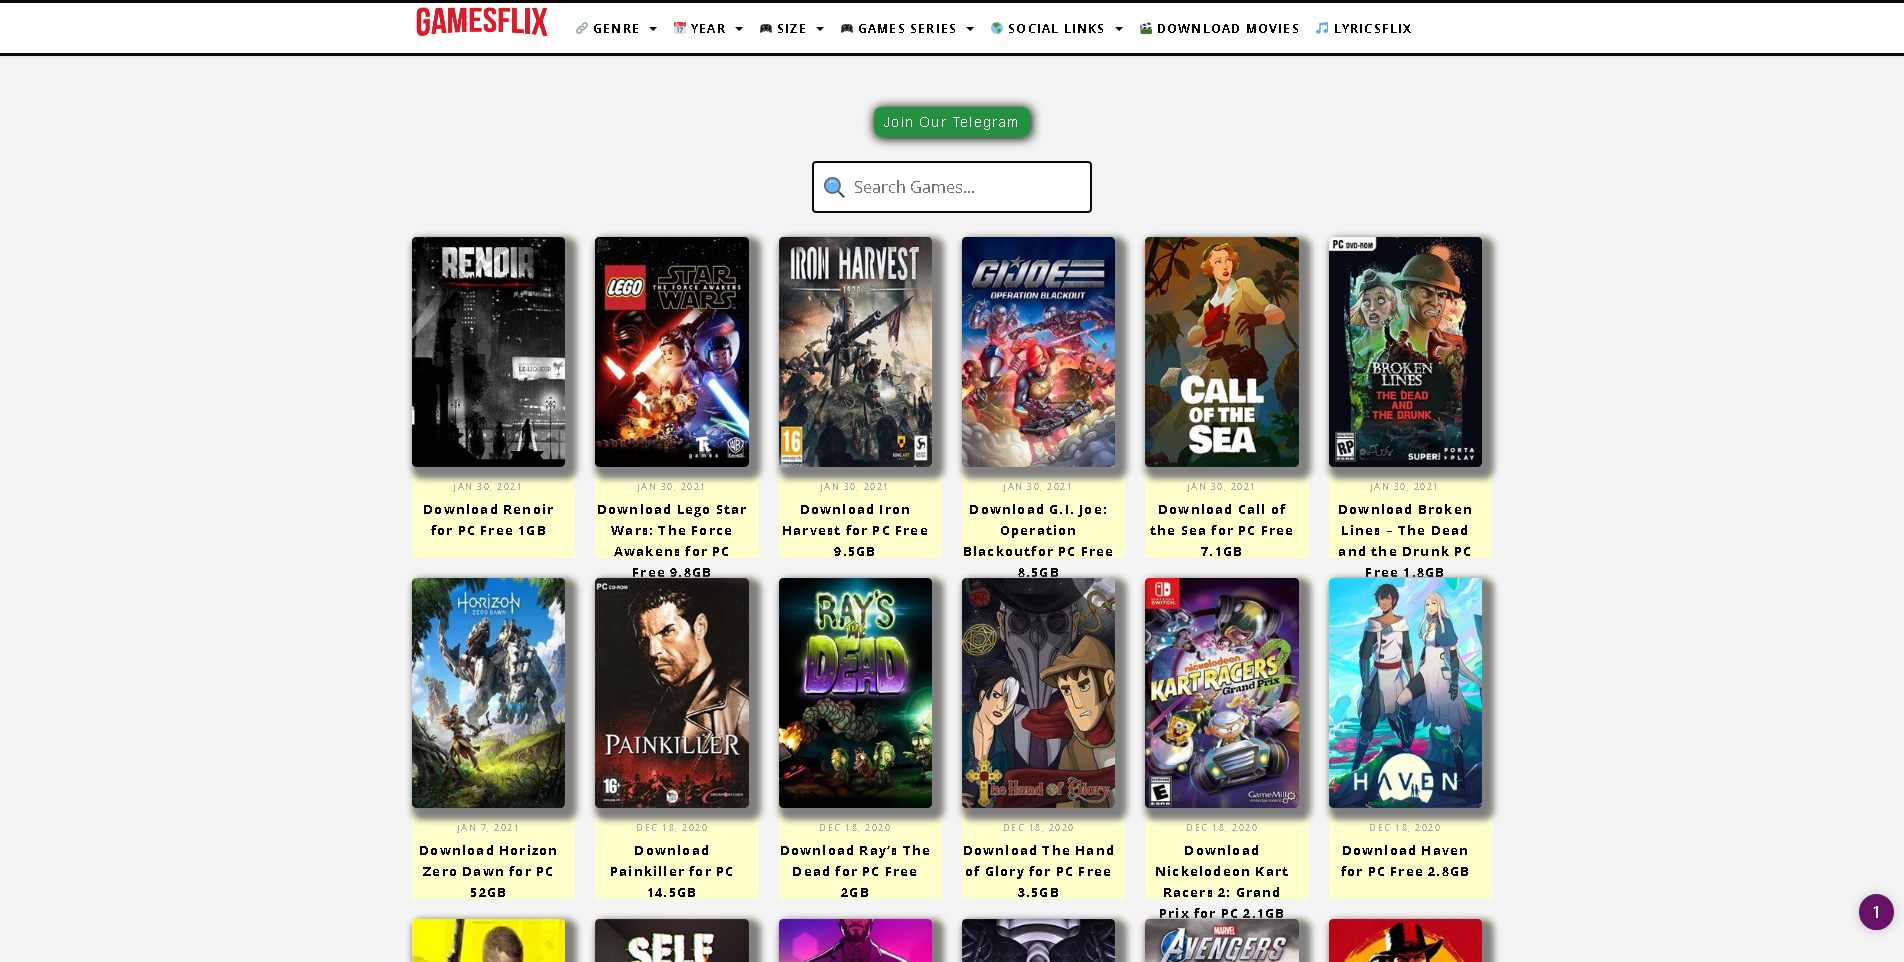 GAMESFLIX
GENRE
YEAR
SIZE
GAMES SERIES
SOCIAL LINKS
DOWNLOAD MOVIES
LYRICSFLIX
Join Our Telegram
Search Games...
RENOIR
LE-LIQUEUR
LEGO
STAR
THE FORCE AWAKENS
WARS
games
IRON HARVEST
1920
16
G.I. JOE
OPERATION BLACKOUT
CALL
OF THE
SEA
PC DVD-ROM
BROKEN
LINES
THE DEAD
AND
THE DRUNK
RP
SUPER!
PORTA
PLAY
JAN 30, 2021
Download Renoir
for PC Free 1GB
JAN 30, 2021
Download Lego Star
Wars: The Force
Awakens for PC
Free 9.8GB
JAN 30, 2021
Download Iron
Harvest for PC Free
9.5GB
JAN 30, 2021
Download G.I. Joe:
Operation
Blackoutfor PC Free
8.5GB
JAN 30, 2021
Download Call of
the Sea for PC Free
7.1GB
JAN 30, 2021
Download Broken
Lines – The Dead
and the Drunk PC
Free 1.8GB
HORIZON
ZERO DAWN
PC CD-ROM
PAINKILLER
16+
RAY'S
THE
DEAD
The Hand Of Glory
nickelodeon
KART RACERS 2
Grand Prix
E
GameMill
HAVEN
JAN 7, 2021
Download Horizon
Zero Dawn for PC
52GB
DEC 18, 2020
Download
Painkiller for PC
14.5GB
DEC 18, 2020
Download Ray's The
Dead for PC Free
2GB
DEC 18, 2020
Download The Hand
of Glory for PC Free
3.5GB
DEC 18, 2020
Download
Nickelodeon Kart
Racers 2: Grand
Prix for PC 2.1GB
DEC 18, 2020
Download Haven
for PC Free 2.8GB
SELF
MARVEL
AVENGERS
1